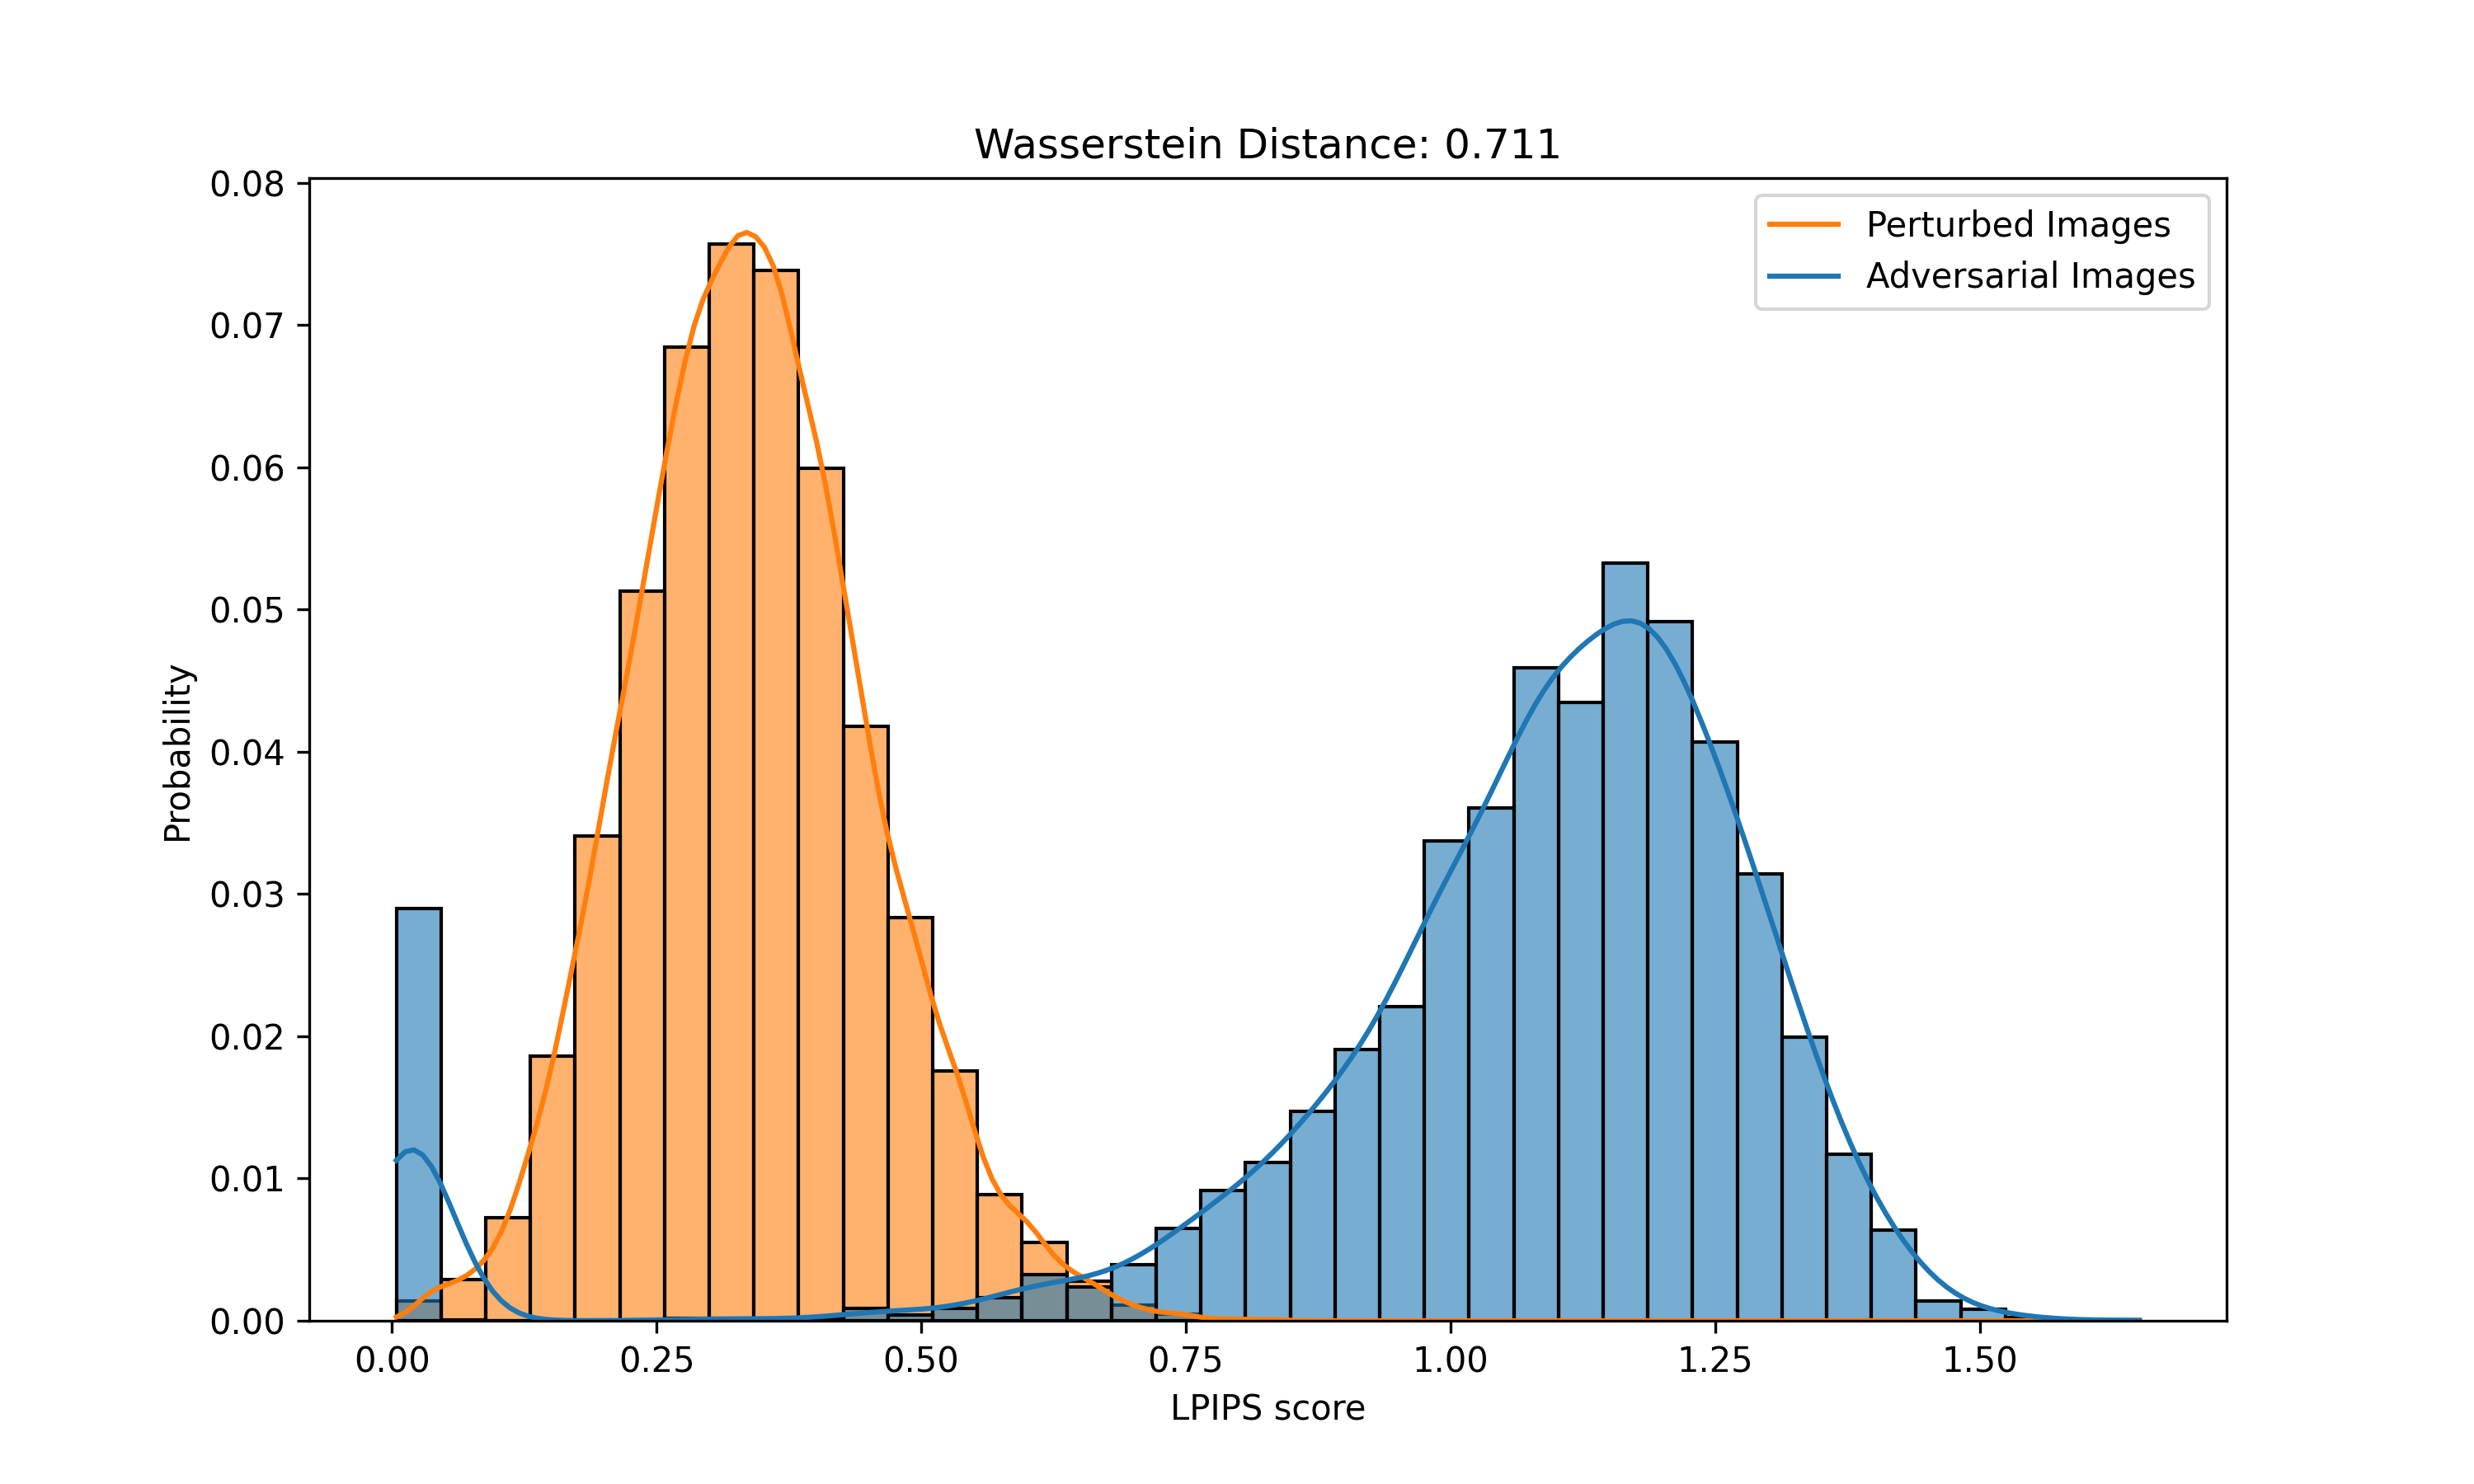 Wasserstein Distance: 0.711
Perturbed Images
Adversarial Images
Probability
0.08
0.07
0.06
0.05
0.04
0.03
0.02
0.01
0.00
0.00 0.25 0.50 0.75 1.00 1.25 1.50
LPIPS score